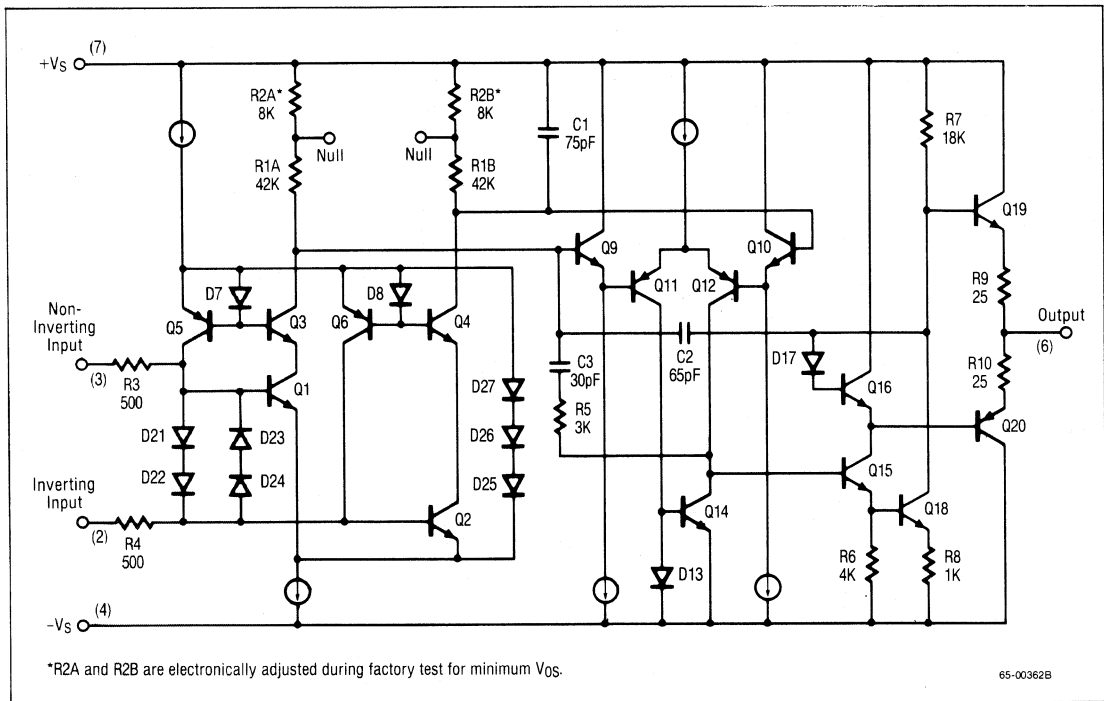 +VS (7)
R2A*
8K
R2B*
8K
C1
75pF
R7
18K
Null
Null
R1A
42K
R1B
42K
Q19
Q9
Q10
Q11
Q12
D7
D8
Q5
Q3
Q6
Q4
R9
25
Non-
Inverting
Input
(3)
R3
500
Output
(6)
C3
30pF
C2
65pF
D17
Q16
R10
25
Q1
D27
R5
3K
Q20
D21
D23
D26
Q15
D22
D24
D25
Inverting
Input
(2)
R4
500
Q2
Q14
Q18
D13
R6
4K
R8
1K
-VS (4)
*R2A and R2B are electronically adjusted during factory test for minimum VOS.
65-00362B